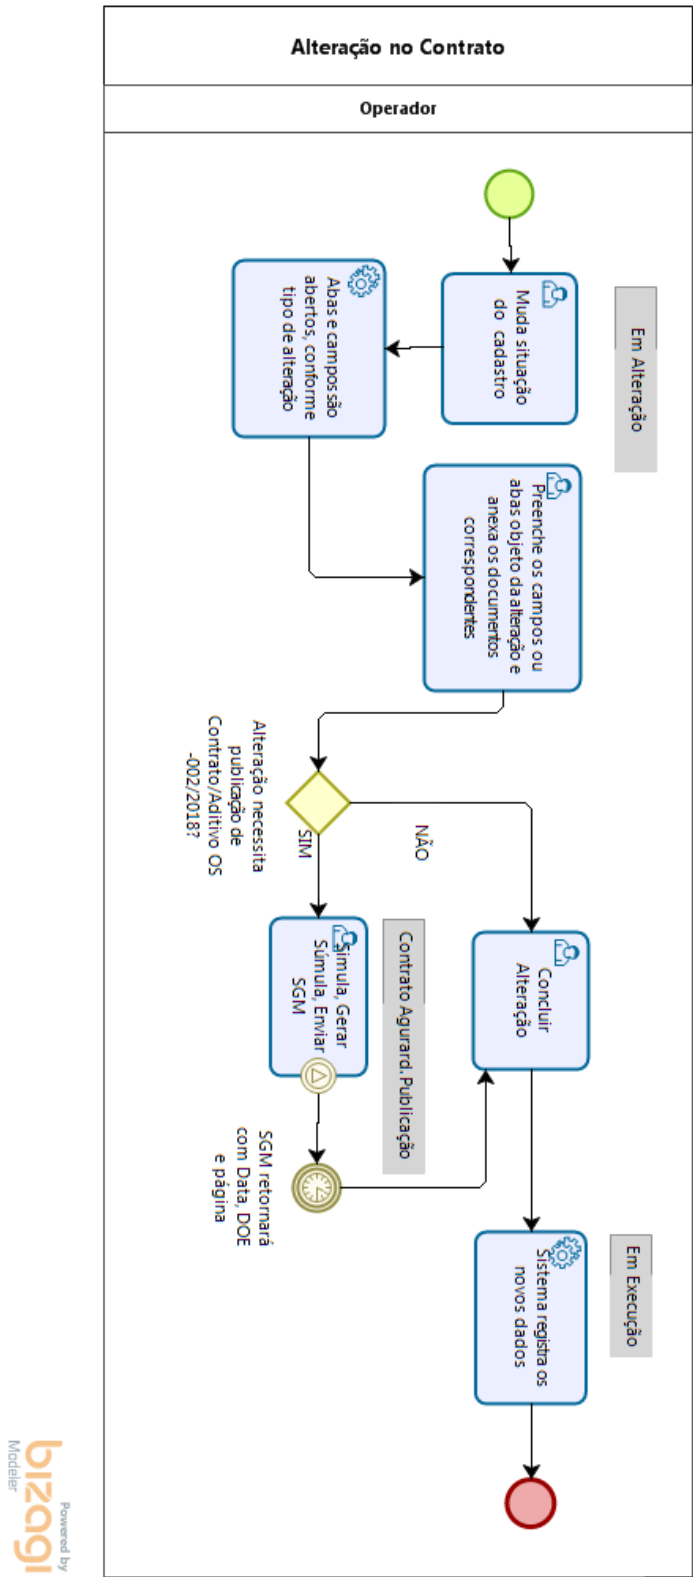 Alteração no Contrato
Operador
Em Alteração
Muda situação
do cadastro
Abas e campos são
abertos, conforme
tipo de alteração
Preenche os campos ou
abas objeto da alteração e
anexa os documentos
correspondentes
Alteração necessita
publicação de
Contrato/Aditivo OS
-002/2018?
NÃO
SIM
Contrato Agurard.Publicação
Simula, Gerar
Súmula, Enviar
SGM
SGM retornará
com Data, DOE
e página
Concluir
Alteração
Em Execução
Sistema registra os
novos dados
Powered by
bizagi
Modeler